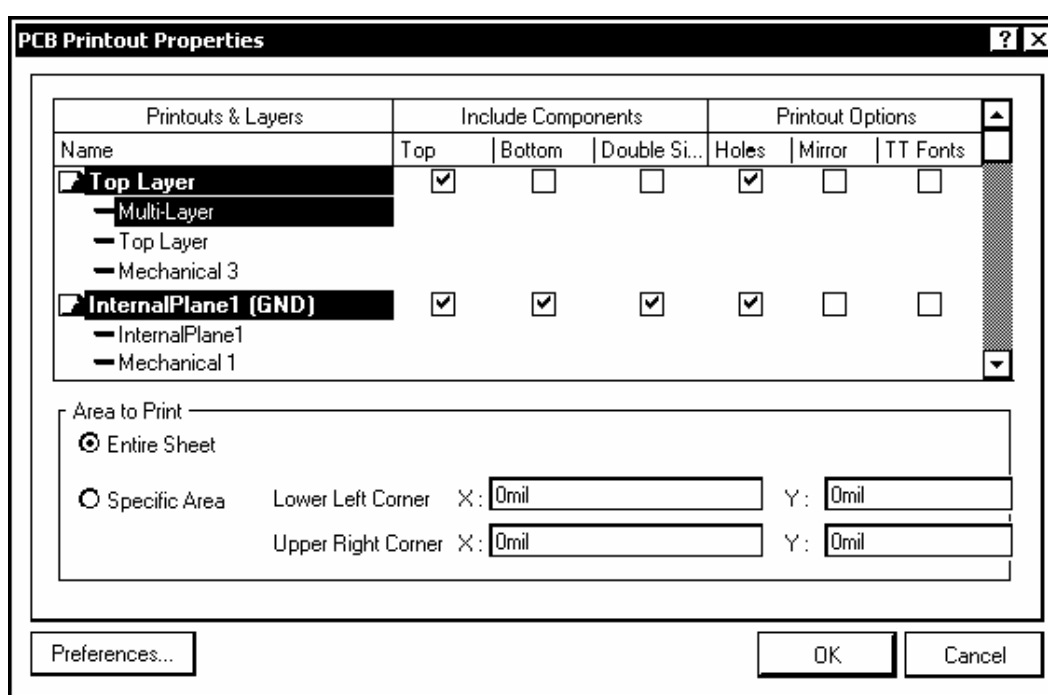 PCB Printout Properties
Printouts & Layers Include Components Printout Options
Name Top Bottom Double Si... Holes Mirror TT Fonts
Top Layer
Multi-Layer
Top Layer
Mechanical 3
InternalPlane1 (GND)
InternalPlane1
Mechanical 1
Area to Print
Entire Sheet
Specific Area Lower Left Corner X: 0mil Y: 0mil
Upper Right Corner X: 0mil Y: 0mil
Preferences... OK Cancel